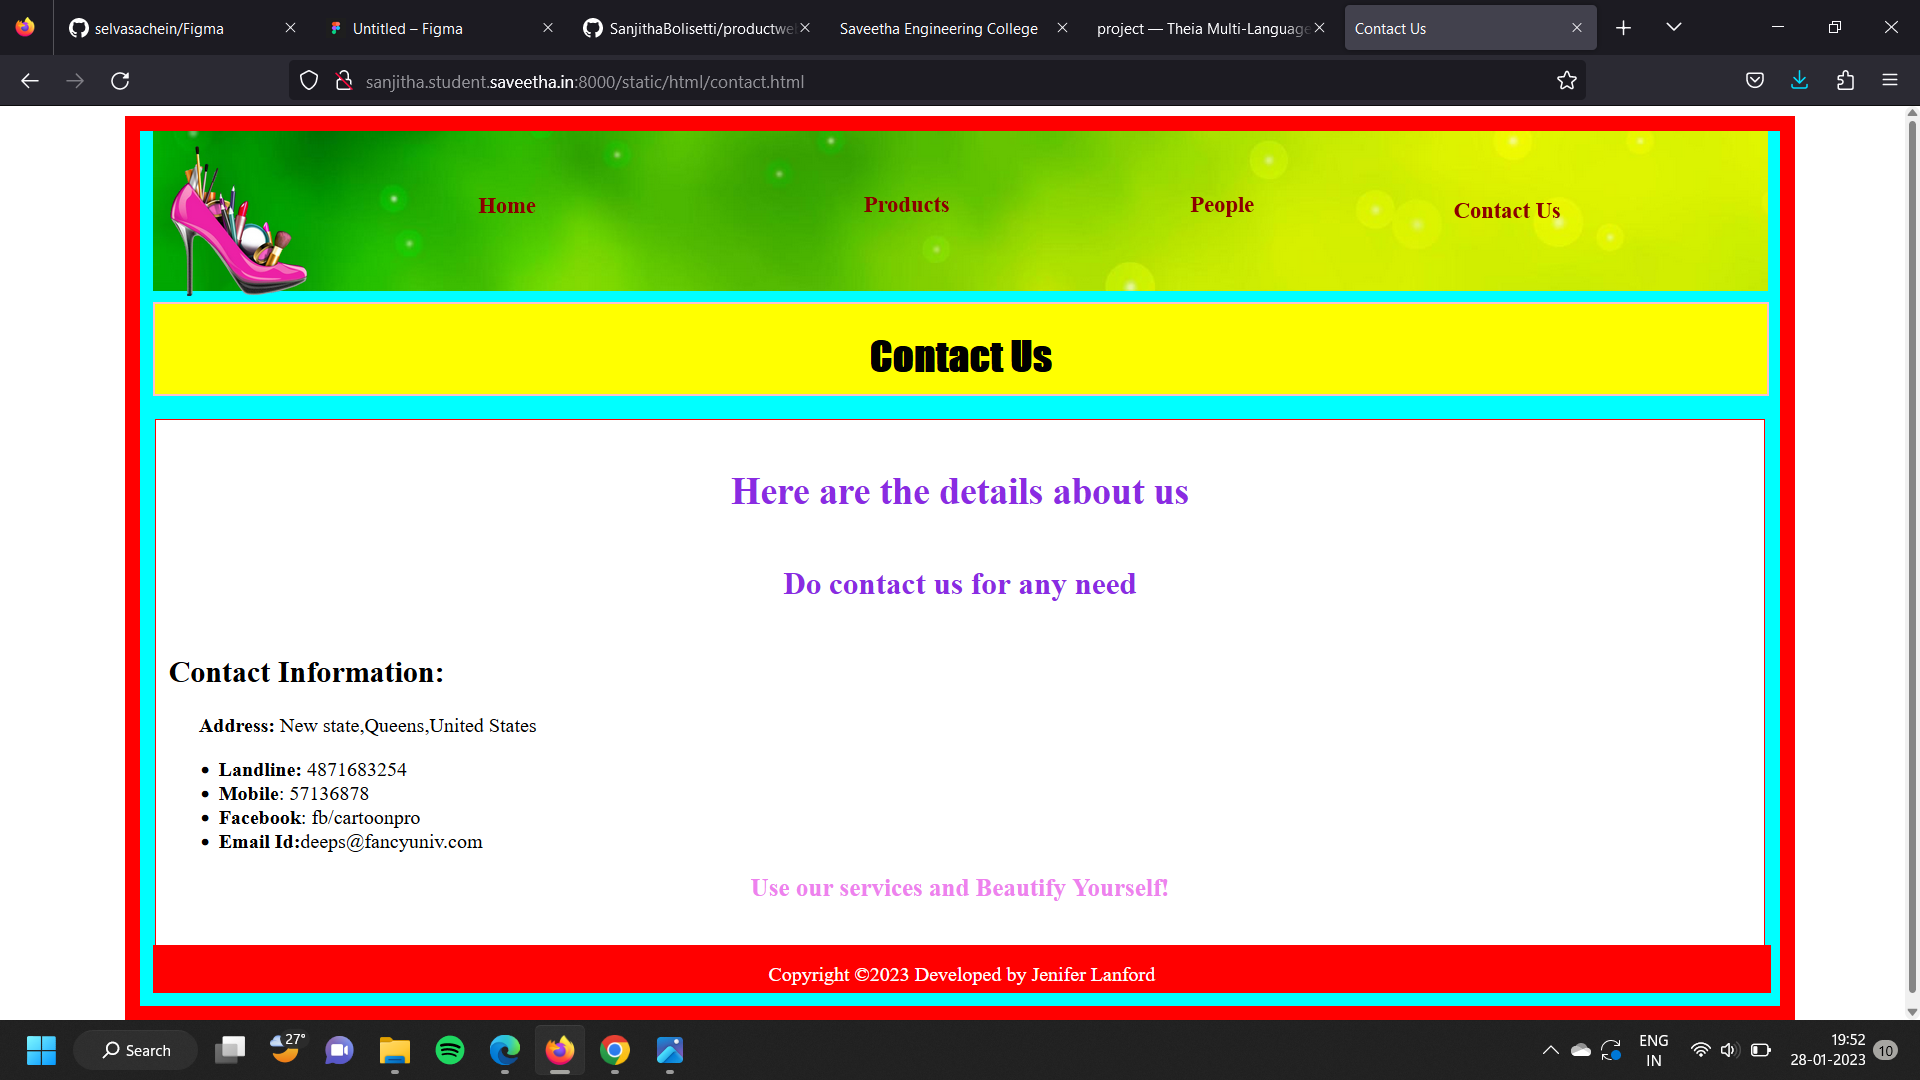 selvasachein/Figma
Untitled – Figma
SanjithaBolisetti/productwe
Saveetha Engineering College
project — Theia Multi-Language
Contact Us
sanjitha.student.saveetha.in:8000/static/html/contact.html
Home
Products
People
Contact Us
Contact Us
Here are the details about us
Do contact us for any need
Contact Information:
Address: New state,Queens,United States
• Landline: 4871683254
• Mobile: 57136878
• Facebook: fb/cartoonpro
• Email Id:deeps@fancyuniv.com
Use our services and Beautify Yourself!
Copyright ©2023 Developed by Jenifer Lanford
Search
27°
ENG
IN
19:52
28-01-2023
10